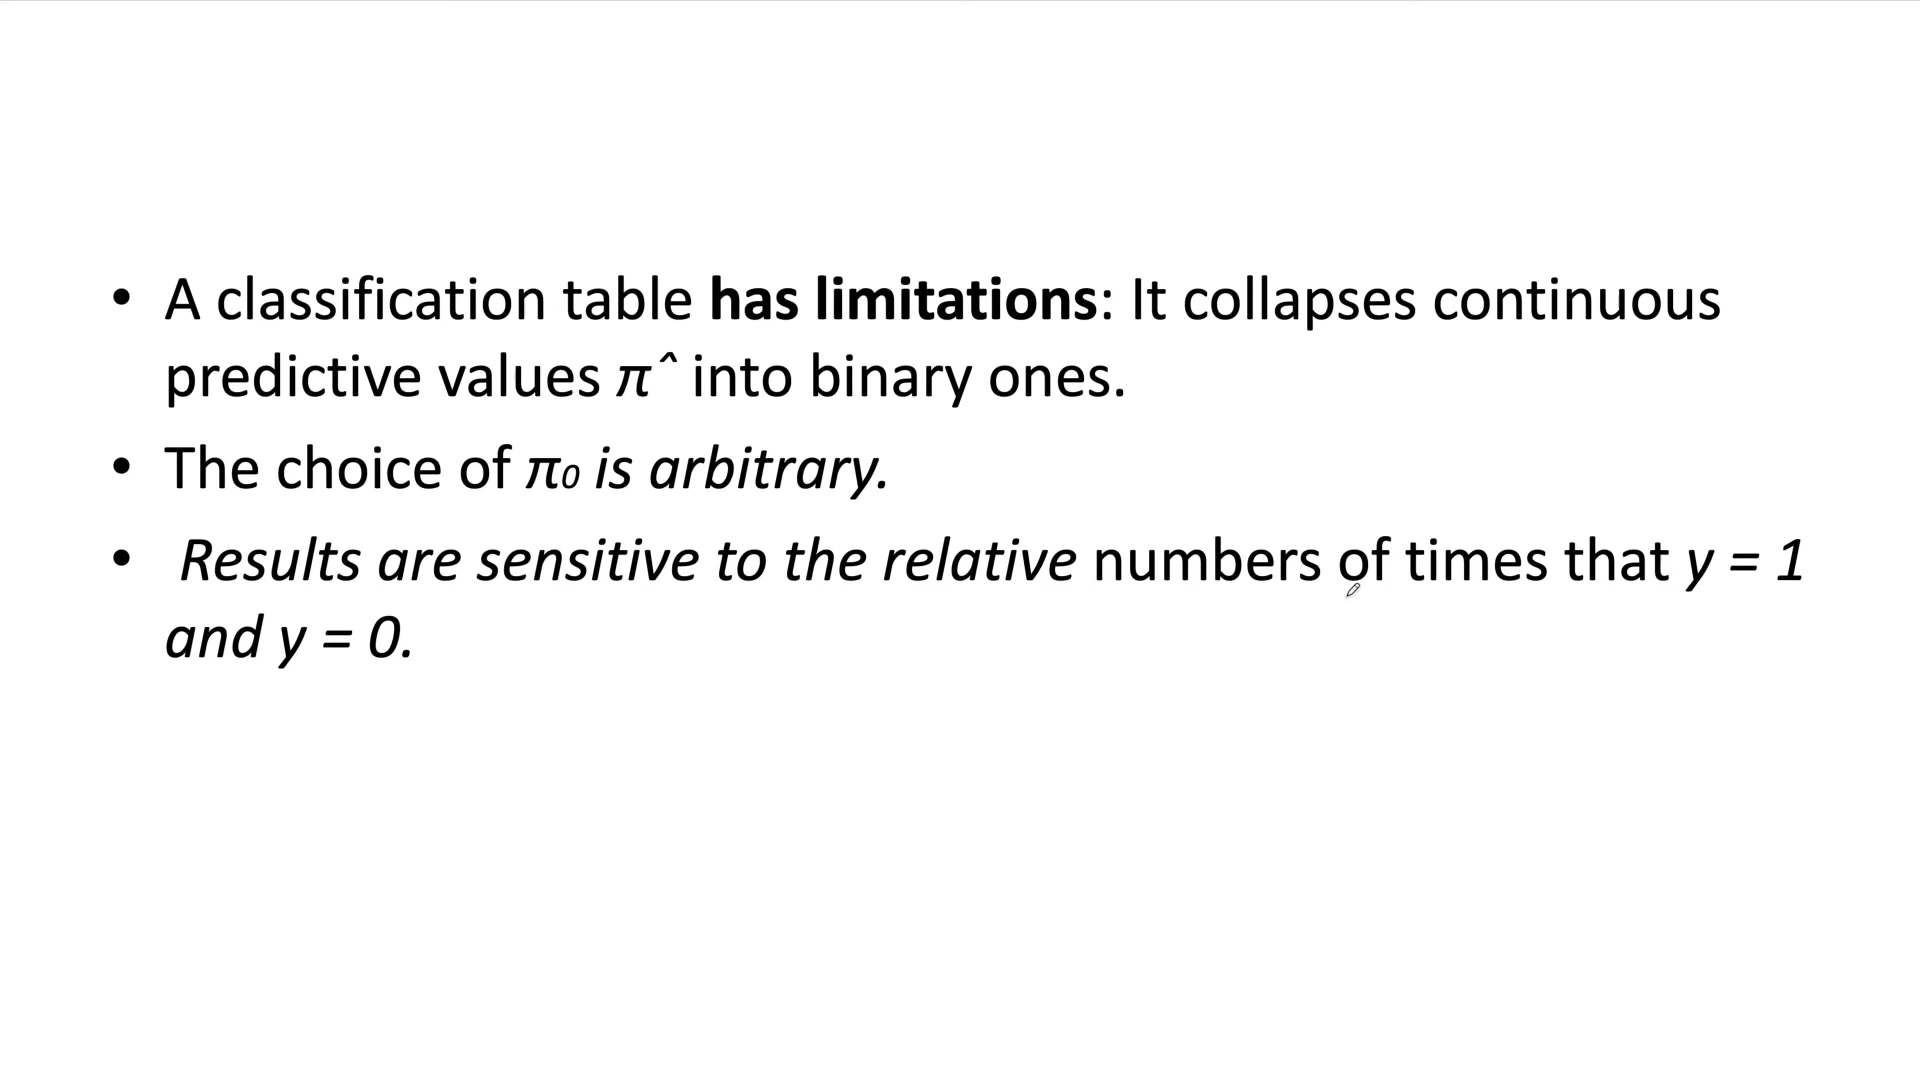 • A classification table has limitations: It collapses continuous
predictive values π ˆ into binary ones.
• The choice of π₀ is arbitrary.
• Results are sensitive to the relative numbers of times that y = 1
and y = 0.